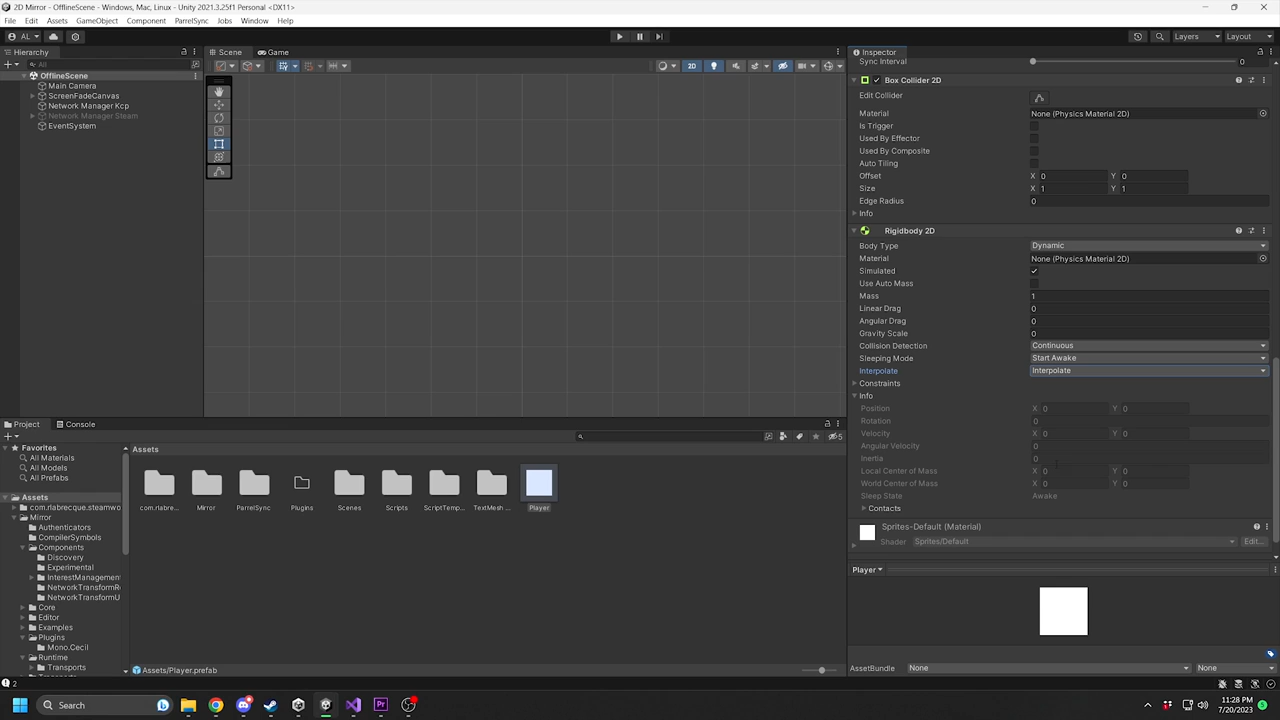 2D Mirror - OfflineScene - Windows, Mac, Linux - Unity 2021.3.25f1 Personal <DX11>
File Edit Assets GameObject Component ParrelSync Jobs Window Help
AL Layers Layout
Hierarchy
All
OfflineScene
Main Camera
ScreenFadeCanvas
Network Manager Kcp
Network Manager Steam
EventSystem
Scene Game
2D
Inspector
Sync Interval 0
Box Collider 2D
Edit Collider
Material None (Physics Material 2D)
Is Trigger
Used By Effector
Used By Composite
Auto Tiling
Offset X 0 Y 0
Size X 1 Y 1
Edge Radius 0
Info
Rigidbody 2D
Body Type Dynamic
Material None (Physics Material 2D)
Simulated
Use Auto Mass
Mass 1
Linear Drag 0
Angular Drag 0
Gravity Scale 0
Collision Detection Continuous
Sleeping Mode Start Awake
Interpolate Interpolate
Constraints
Info
Position X 0 Y 0
Rotation 0
Velocity X 0 Y 0
Angular Velocity 0
Inertia 0
Local Center of Mass X 0 Y 0
World Center of Mass X 0 Y 0
Sleep State Awake
Contacts
Sprites-Default (Material)
Shader Sprites/Default Edit...
Player
AssetBundle None None
Project Console
5
Favorites
All Materials
All Models
All Prefabs
Assets
com.rlabrecque.steamwo
Mirror
Authenticators
CompilerSymbols
Components
Discovery
Experimental
InterestManagemen
NetworkTransformR
NetworkTransformU
Core
Editor
Examples
Plugins
Mono.Cecil
Runtime
Transports
Assets
com.rlabre... Mirror ParrelSync Plugins Scenes Scripts ScriptTemp... TextMesh ... Player
Assets/Player.prefab
2
Search
11:28 PM
7/20/2023
5